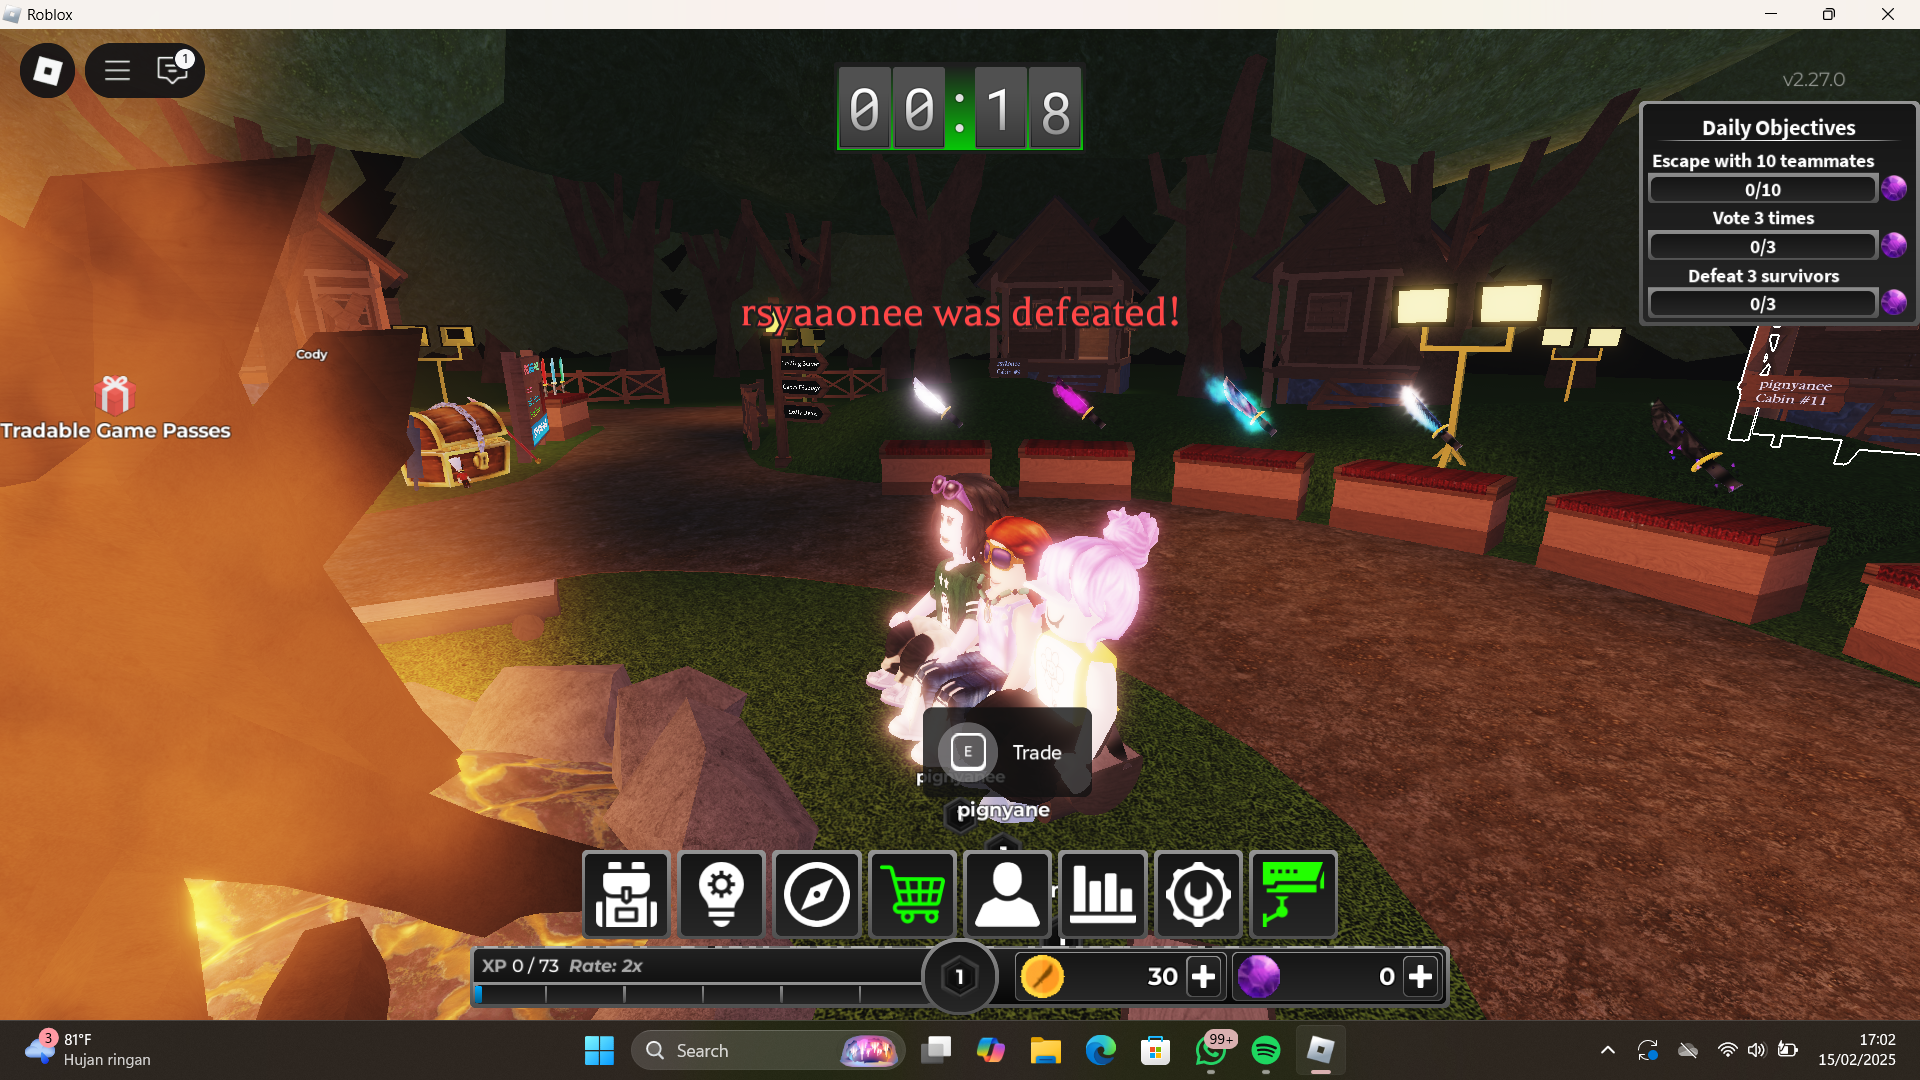 Roblox
1
00:18
v2.27.0
Daily Objectives
Escape with 10 teammates
0/10
Vote 3 times
0/3
Defeat 3 survivors
0/3
rsyaaonee was defeated!
Cody
Tradable Game Passes
pignyance
Cabin #11
E
Trade
pignyanee
pignyane
XP 0 / 73 Rate: 2x
1
30
0
3
81°F
Hujan ringan
Search
99+
17:02
15/02/2025